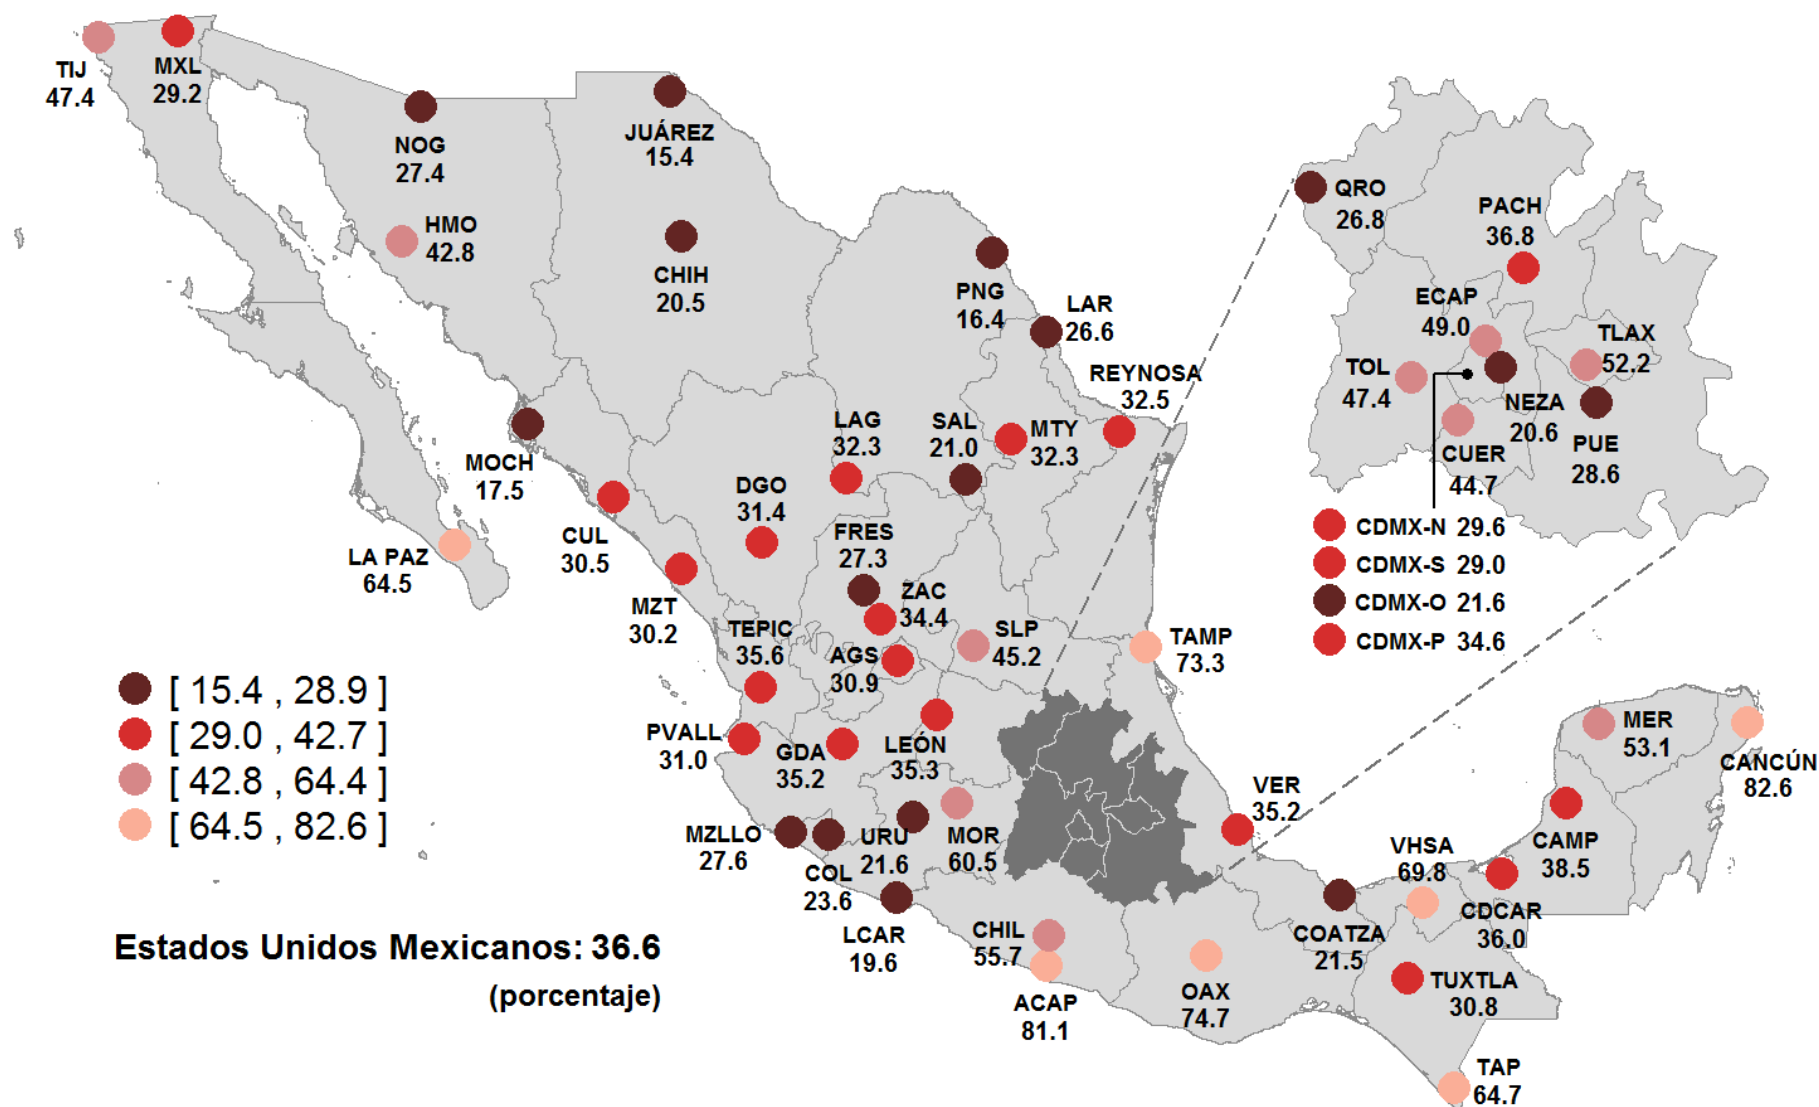 TIJ
47.4
MXL
29.2
NOG
27.4
HMO
42.8
JUÁREZ
15.4
CHIH
20.5
PNG
16.4
LAR
26.6
REYNOSA
32.5
MOCH
17.5
LAG
32.3
SAL
21.0
MTY
32.3
CUL
30.5
DGO
31.4
LA PAZ
64.5
FRES
27.3
ZAC
34.4
MZT
30.2
TEPIC
35.6
AGS
30.9
SLP
45.2
TAMP
73.3
PVALL
31.0
GDA
35.2
LEÓN
35.3
MZLLO
27.6
COL
23.6
URU
21.6
MOR
60.5
LCAR
19.6
CHIL
55.7
ACAP
81.1
OAX
74.7
VER
35.2
COATZA
21.5
VHSA
69.8
CDCAR
36.0
TUXTLA
30.8
TAP
64.7
CAMP
38.5
MER
53.1
CANCÚN
82.6
QRO
26.8
PACH
36.8
ECAP
49.0
TLAX
52.2
TOL
47.4
NEZA
20.6
PUE
28.6
CUER
44.7
CDMX-N 29.6
CDMX-S 29.0
CDMX-O 21.6
CDMX-P 34.6
[ 15.4 , 28.9 ]
[ 29.0 , 42.7 ]
[ 42.8 , 64.4 ]
[ 64.5 , 82.6 ]
Estados Unidos Mexicanos: 36.6
(porcentaje)